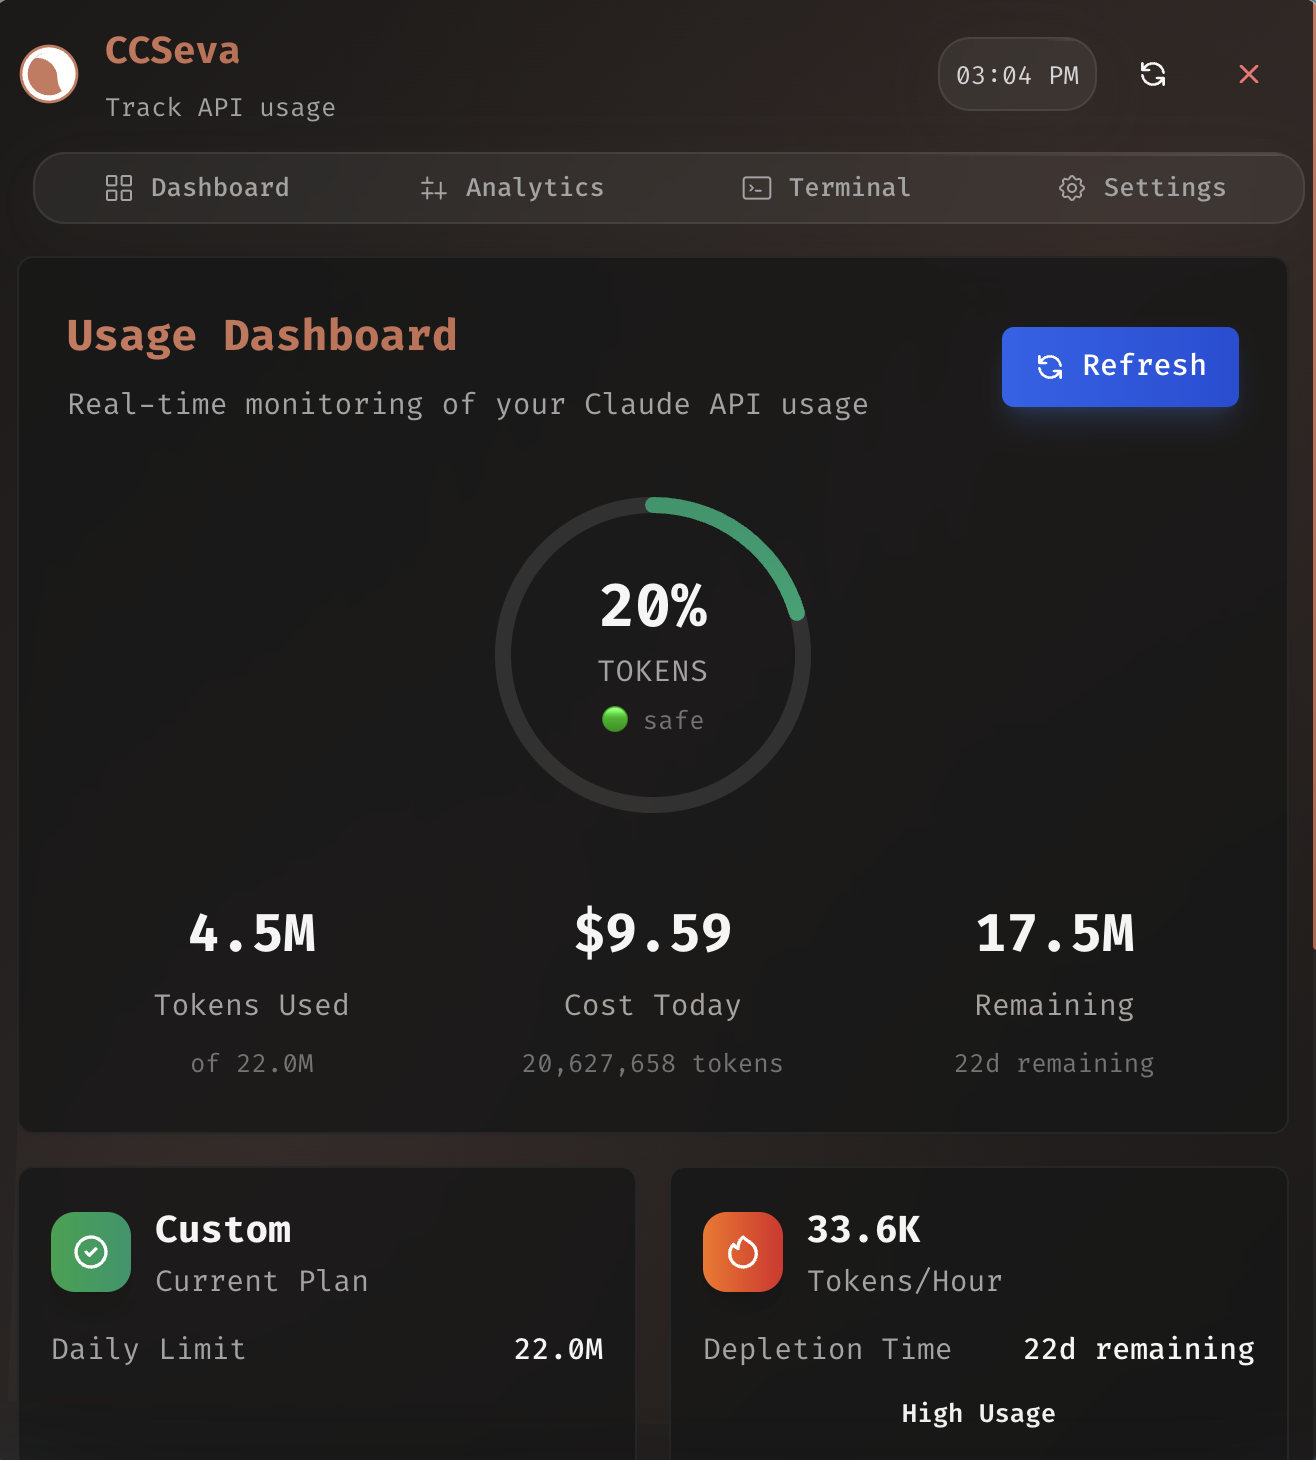 CCSeva
Track API usage
03:04 PM
Dashboard
Analytics
Terminal
Settings
Usage Dashboard
Real-time monitoring of your Claude API usage
Refresh
20%
TOKENS
safe
4.5M
Tokens Used
of 22.0M
$9.59
Cost Today
20,627,658 tokens
17.5M
Remaining
22d remaining
Custom
Current Plan
Daily Limit 22.0M
33.6K
Tokens/Hour
Depletion Time 22d remaining
High Usage